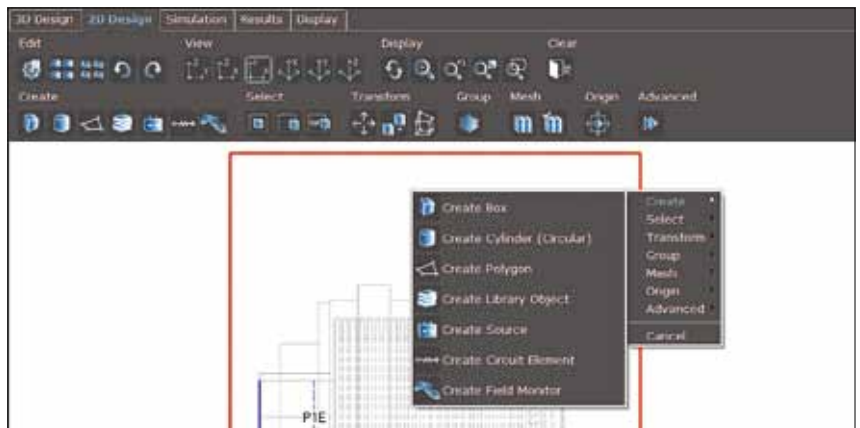 3D Design 2D Design Simulation Results Display
Edit View Display Clear
Create Select Transform Group Mesh Origin Advanced
Create Box
Create Cylinder (Circular)
Create Polygon
Create Library Object
Create Source
Create Circuit Element
Create Field Monitor
Create
Select
Transform
Group
Mesh
Origin
Advanced
Cancel
P1E